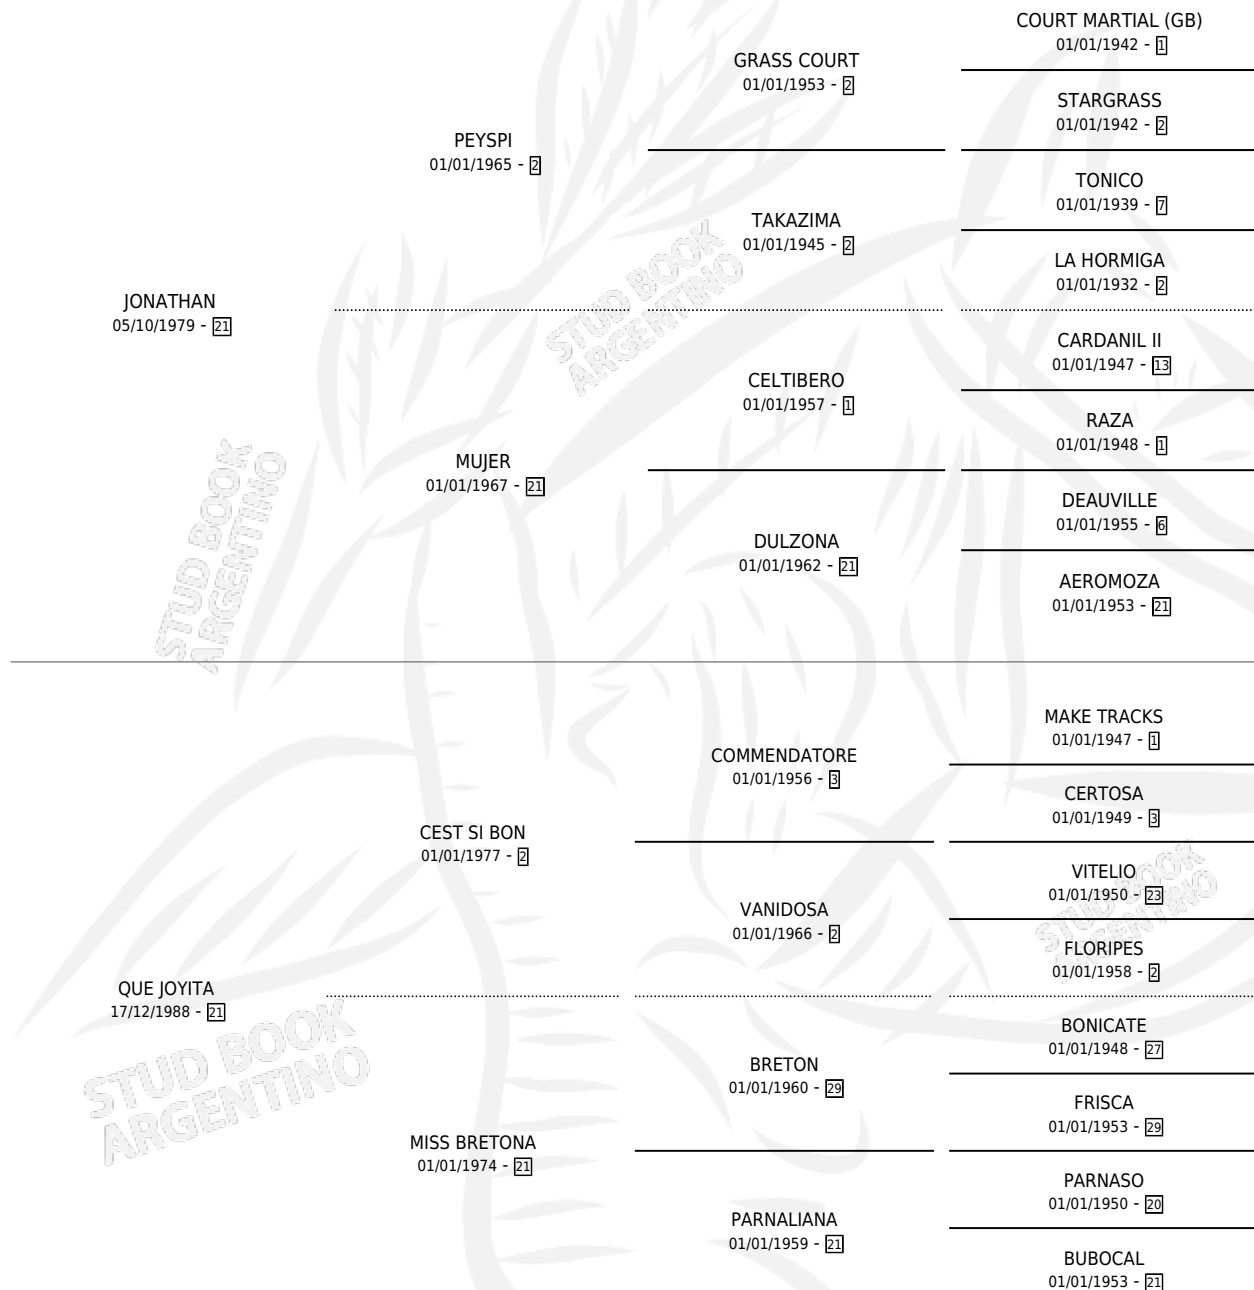 COURT MARTIAL (GB)
01/01/1942 - 1
GRASS COURT
01/01/1953 - 2
STARGRASS
01/01/1942 - 2
PEYSPI
01/01/1965 - 2
TONICO
01/01/1939 - 7
TAKAZIMA
01/01/1945 - 2
LA HORMIGA
01/01/1932 - 2
JONATHAN
05/10/1979 - 21
CARDANIL II
01/01/1947 - 13
CELTIBERO
01/01/1957 - 1
RAZA
01/01/1948 - 1
MUJER
01/01/1967 - 21
DEAUVILLE
01/01/1955 - 6
DULZONA
01/01/1962 - 21
AEROMOZA
01/01/1953 - 21
MAKE TRACKS
01/01/1947 - 1
COMMENDATORE
01/01/1956 - 3
CERTOSA
01/01/1949 - 3
CEST SI BON
01/01/1977 - 2
VITELIO
01/01/1950 - 23
VANIDOSA
01/01/1966 - 2
FLORIPES
01/01/1958 - 2
QUE JOYITA
17/12/1988 - 21
BONICATE
01/01/1948 - 27
BRETON
01/01/1960 - 29
FRISCA
01/01/1953 - 29
MISS BRETONA
01/01/1974 - 21
PARNASO
01/01/1950 - 20
PARNALIANA
01/01/1959 - 21
BUBOCAL
01/01/1953 - 21
STUD BOOK
ARGENTINO
STUD BOOK
ARGENTINO
STUD BOOK
ARGENTINO
STUD BOOK
ARGENTINO